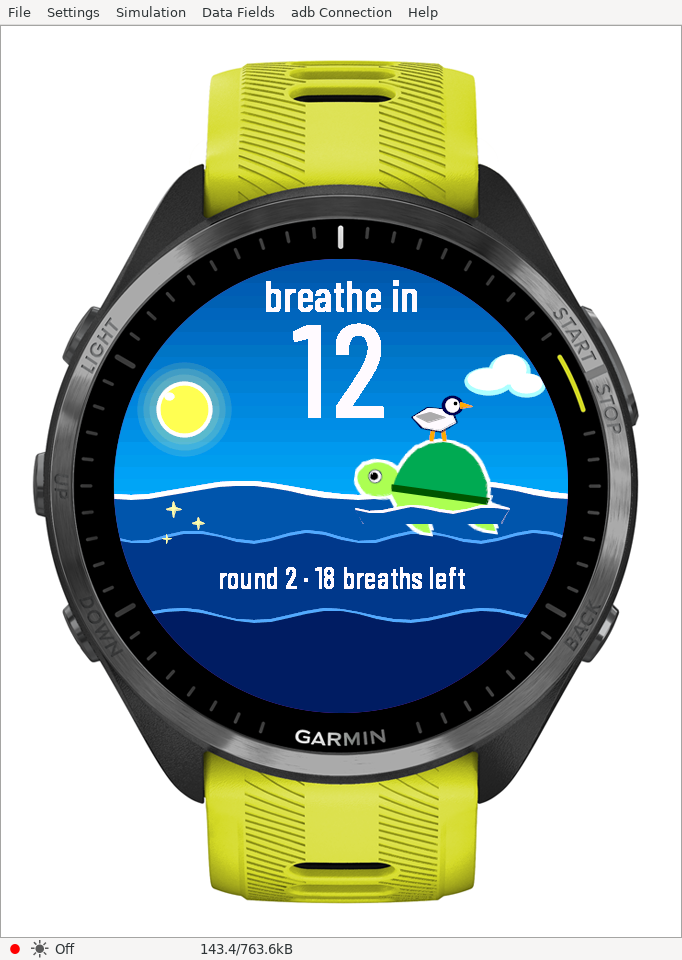 File Settings Simulation Data Fields adb Connection Help
LIGHT
START
STOP
UP
DOWN
BACK
breathe in
12
round 2 · 18 breaths left
GARMIN
Off 143.4/763.6kB